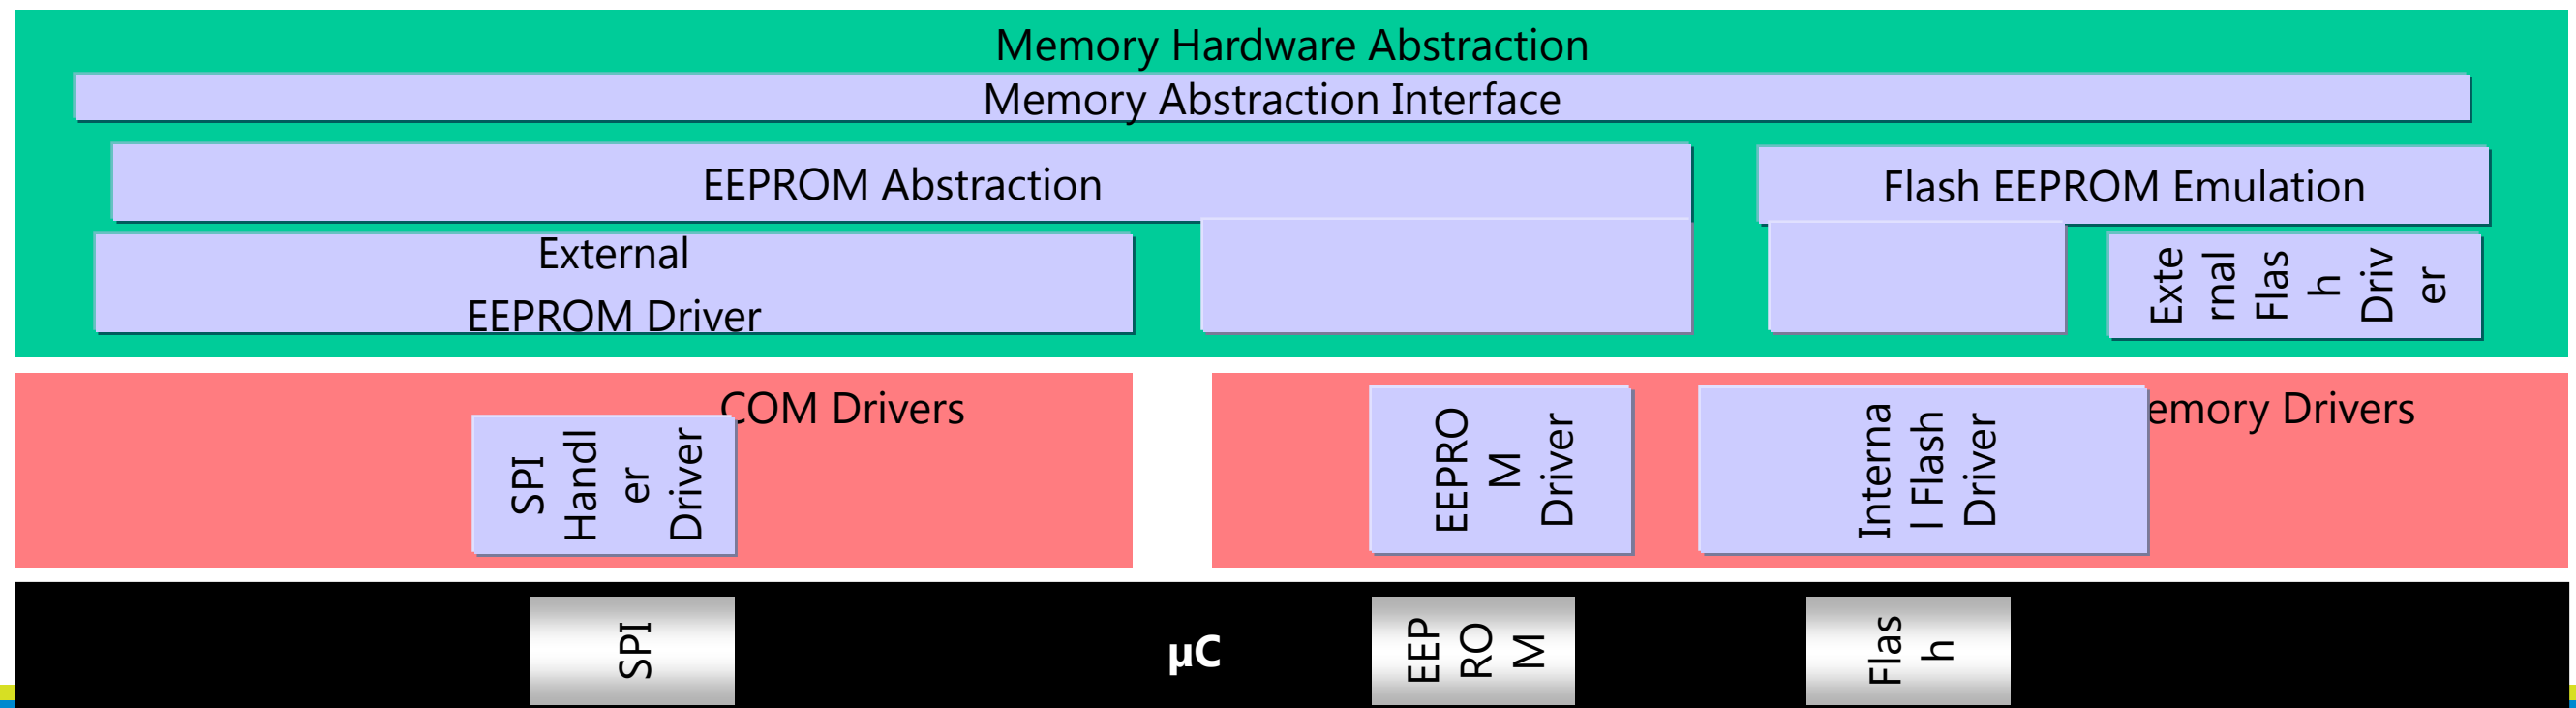 Memory Hardware Abstraction
Memory Abstraction Interface
EEPROM Abstraction
Flash EEPROM Emulation
External
EEPROM Driver
Exte
rnal
Flas
h
Driv
er
COM Drivers
emory Drivers
SPI
Handl
er
Driver
EEPRO
M
Driver
Interna
l Flash
Driver
SPI
µC
EEP
RO
M
Flas
h